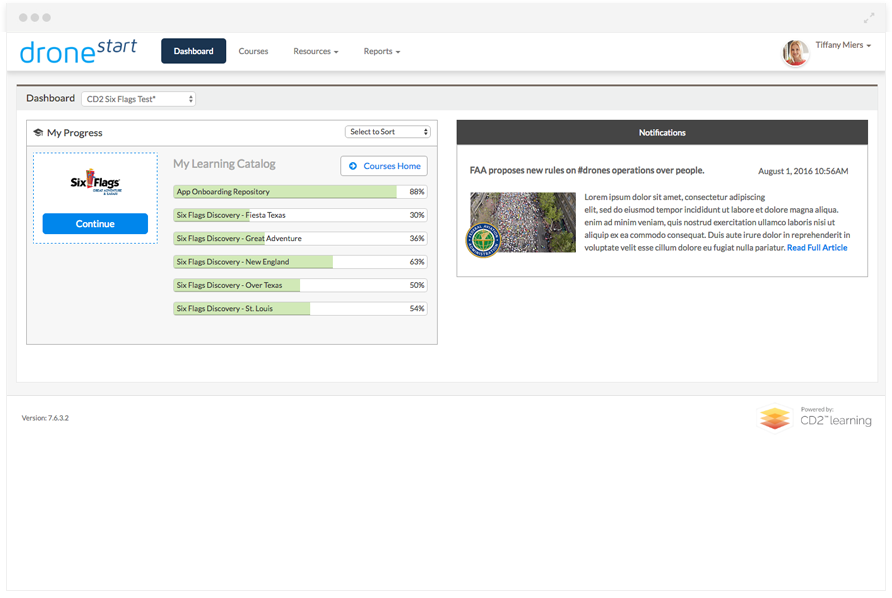 dronestart
Dashboard
Courses
Resources
Reports
Tiffany Miers
Dashboard
CD2 Six Flags Test*
My Progress
Select to Sort
Six Flags
GREAT ADVENTURE
& SAFARI
Continue
My Learning Catalog
Courses Home
App Onboarding Repository 88%
Six Flags Discovery - Fiesta Texas 30%
Six Flags Discovery - Great Adventure 36%
Six Flags Discovery - New England 63%
Six Flags Discovery - Over Texas 50%
Six Flags Discovery - St. Louis 54%
Notifications
FAA proposes new rules on #drones operations over people. August 1, 2016 10:56AM
Lorem ipsum dolor sit amet, consectetur adipiscing
elit, sed do eiusmod tempor incididunt ut labore et dolore magna aliqua.
enim ad minim veniam, quis nostrud exercitation ullamco laboris nisi ut
aliquip ex ea commodo consequat. Duis aute irure dolor in reprehenderit in
voluptate velit esse cillum dolore eu fugiat nulla pariatur. Read Full Article
Version: 7.6.3.2
Powered by:
CD2™learning